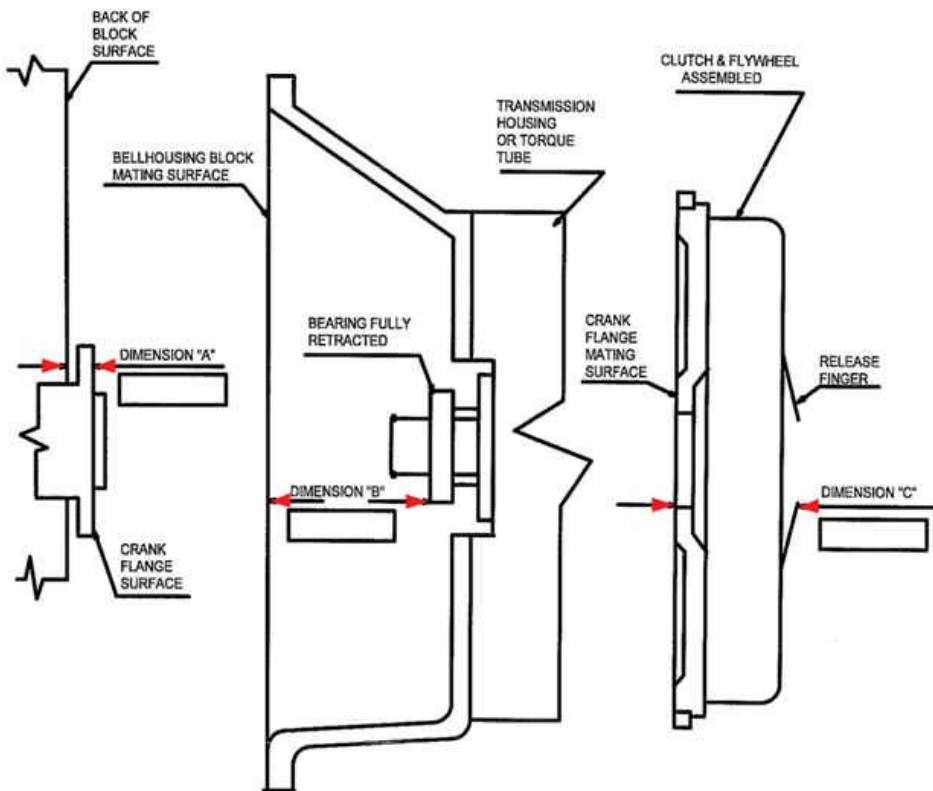 BACK OF
BLOCK
SURFACE
BELLHOUSING BLOCK
MATING SURFACE
TRANSMISSION
HOUSING
OR TORQUE
TUBE
CLUTCH & FLYWHEEL
ASSEMBLED
BEARING FULLY
RETRACTED
CRANK
FLANGE
MATING
SURFACE
RELEASE
FINGER
DIMENSION "A"
DIMENSION "B"
DIMENSION "C"
CRANK
FLANGE
SURFACE